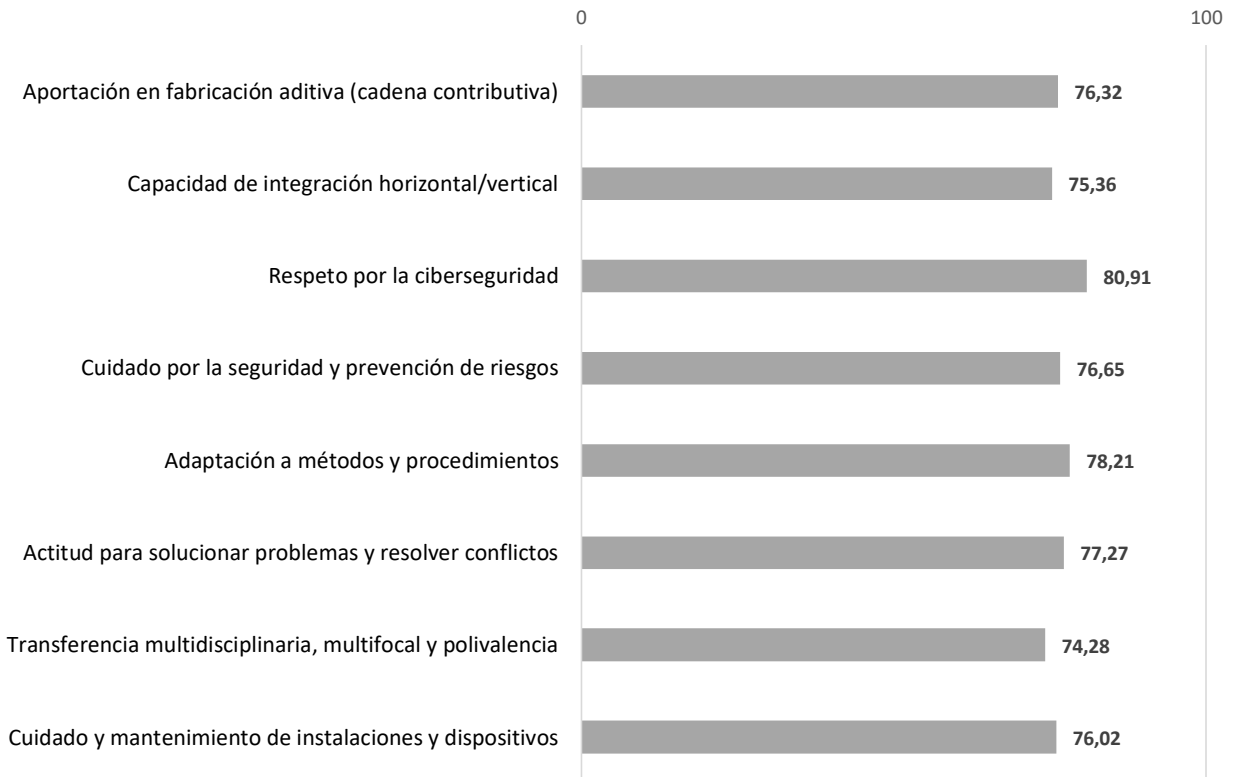 0 100
Aportación en fabricación aditiva (cadena contributiva) 76,32
Capacidad de integración horizontal/vertical 75,36
Respeto por la ciberseguridad 80,91
Cuidado por la seguridad y prevención de riesgos 76,65
Adaptación a métodos y procedimientos 78,21
Actitud para solucionar problemas y resolver conflictos 77,27
Transferencia multidisciplinaria, multifocal y polivalencia 74,28
Cuidado y mantenimiento de instalaciones y dispositivos 76,02